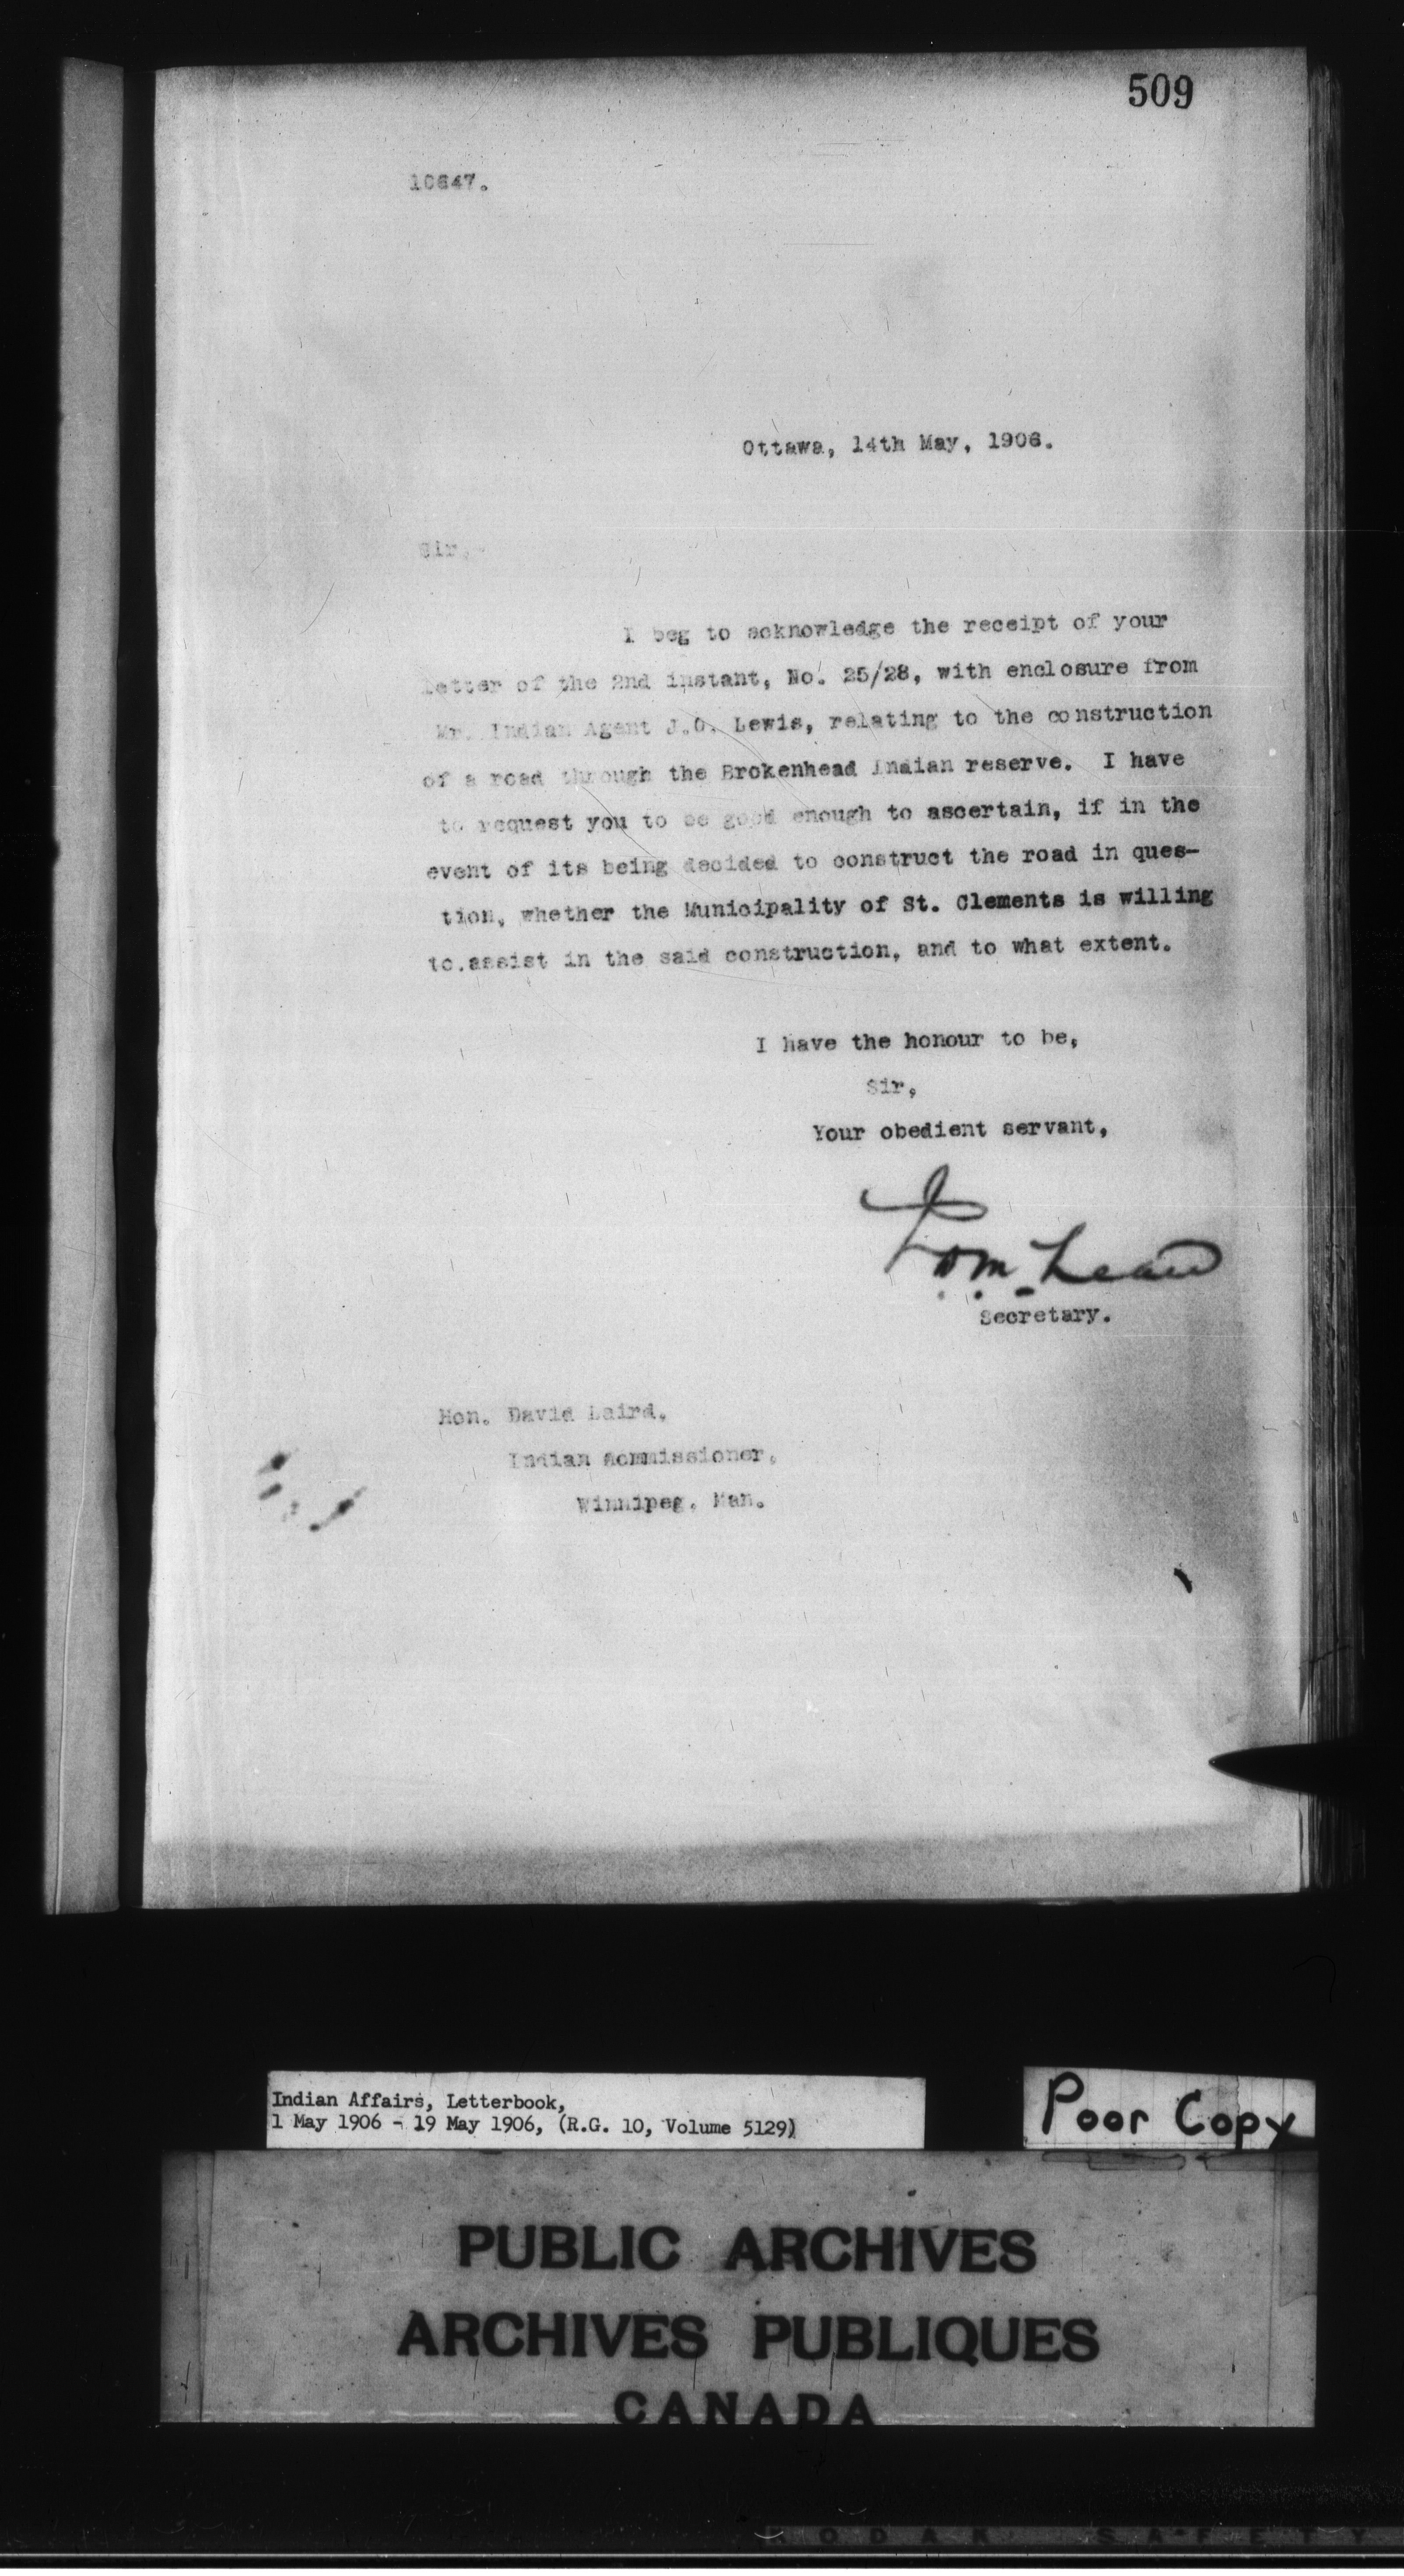 509
10647.
Ottawa, 14th May, 1906.
Sir,-
I beg to acknowledge the receipt of your
letter of the 2nd instant, No. 25/28, with enclosure from
Mr. Indian Agent J.O. Lewis, relating to the construction
of a road through the Brokenhead Indian reserve. I have
to request you to be good enough to ascertain, if in the
event of its being decided to construct the road in ques-
tion, whether the Municipality of St. Clements is willing
to assist in the said construction, and to what extent.
I have the honour to be,
Sir,
Your obedient servant,
Secretary.
Hon. David Laird,
Indian Commissioner,
Winnipeg, Man.
Indian Affairs, Letterbook,
1 May 1906 - 19 May 1906, (R.G. 10, Volume 5129)
Poor Copy
PUBLIC ARCHIVES
ARCHIVES PUBLIQUES
CANADA
KODAK SAFETY